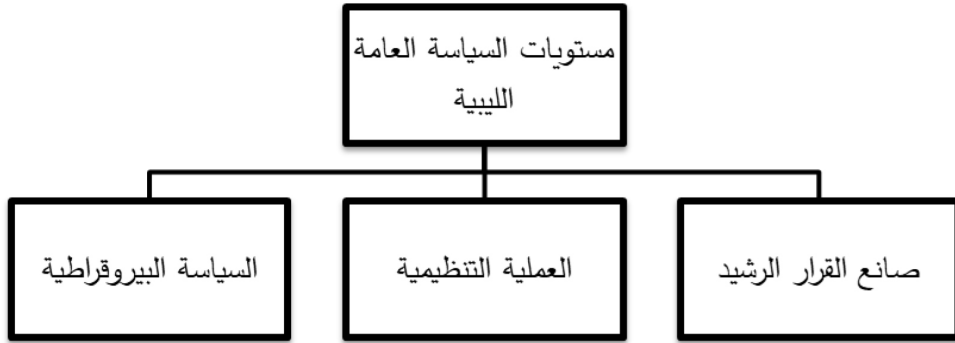 مستويات السياسة العامة
الليبية
صانع القرار الرشيد
العملية التنظيمية
السياسة البيروقراطية